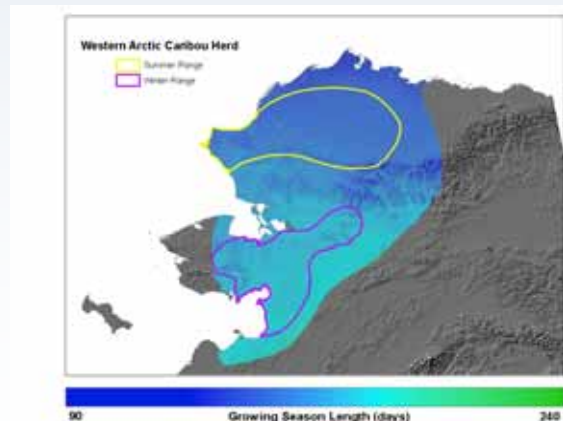 Western Arctic Caribou Herd
Summer Range
Winter Range
90 Growing Season Length (days) 240